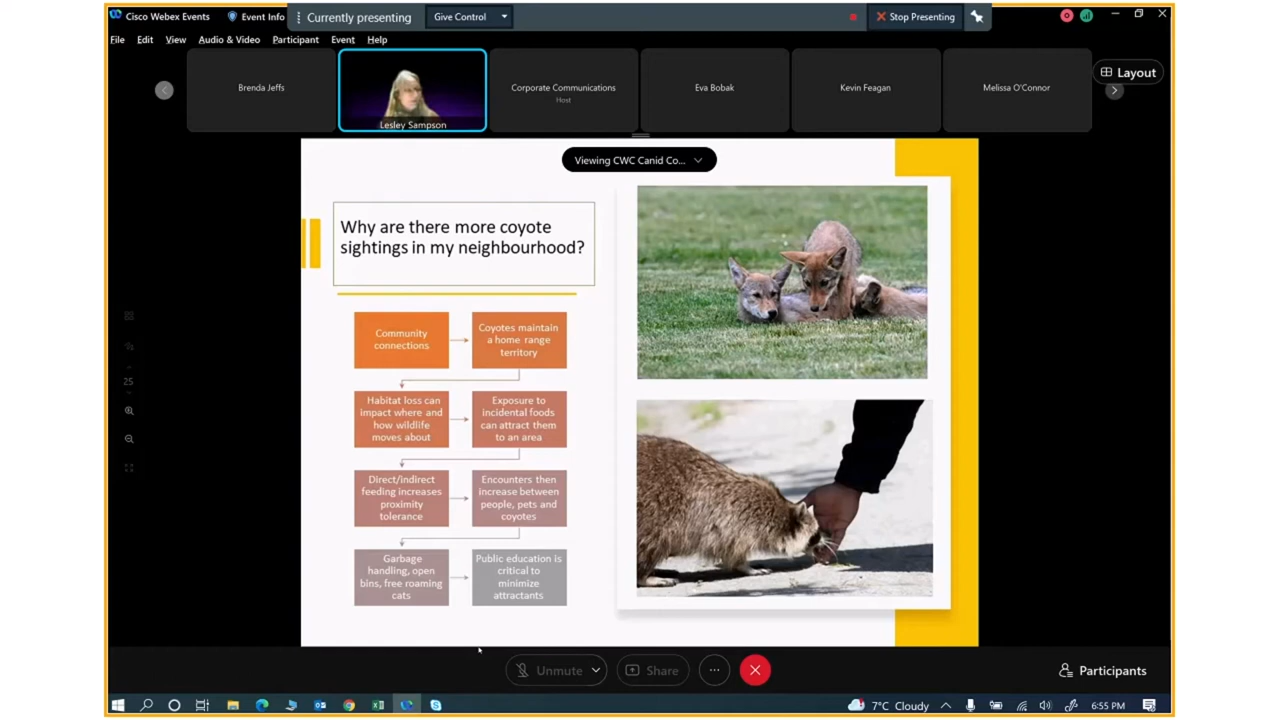 Cisco Webex Events
Event Info
Currently presenting
Give Control
Stop Presenting
File Edit View Audio & Video Participant Event Help
Brenda Jeffs
Lesley Sampson
Corporate Communications
Host
Eva Bobak
Kevin Feagan
Melissa O'Connor
Layout
Viewing CWC Canid Co...
Why are there more coyote
sightings in my neighbourhood?
Community
connections
Coyotes maintain
a home range
territory
Habitat loss can
impact where and
how wildlife
moves about
Exposure to
incidental foods
can attract them
to an area
Direct/indirect
feeding increases
proximity
tolerance
Encounters then
increase between
people, pets and
coyotes
Garbage
handling, open
bins, free roaming
cats
Public education is
critical to
minimize
attractants
25
Unmute
Share
Participants
7°C Cloudy
6:55 PM